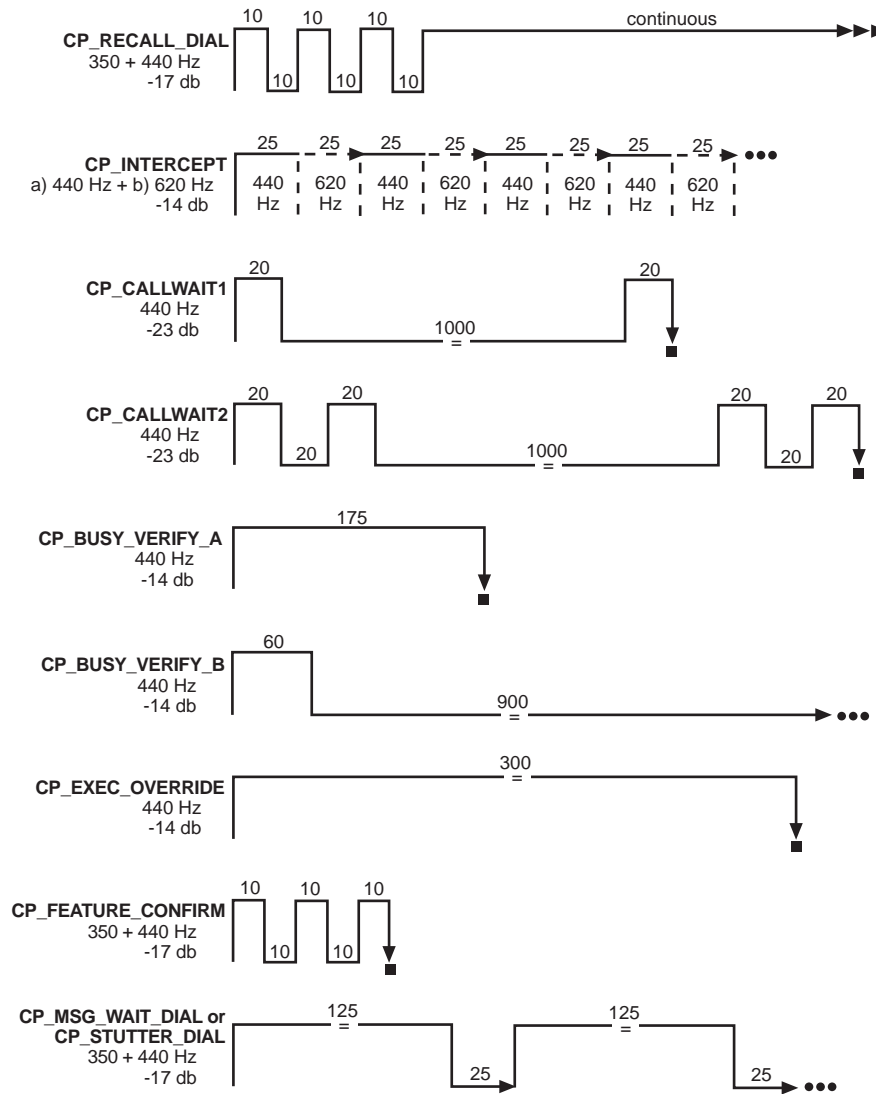 10 10 10 continuous
CP_RECALL_DIAL
350 + 440 Hz
-17 db
10 10 10
25 25 25 25 25 25 25 25
CP_INTERCEPT
a) 440 Hz + b) 620 Hz
-14 db
440 620 440 620 440 620 440 620
Hz Hz Hz Hz Hz Hz Hz Hz
20 20
CP_CALLWAIT1
440 Hz
-23 db
1000
=
20 20 20 20
CP_CALLWAIT2
440 Hz
-23 db
20 1000 20
=
175
CP_BUSY_VERIFY_A
440 Hz
-14 db
60
CP_BUSY_VERIFY_B
440 Hz
-14 db
900
=
300
=
CP_EXEC_OVERRIDE
440 Hz
-14 db
10 10 10
CP_FEATURE_CONFIRM
350 + 440 Hz
-17 db
10 10
125 125
= =
CP_MSG_WAIT_DIAL or
CP_STUTTER_DIAL
350 + 440 Hz
-17 db
25 25